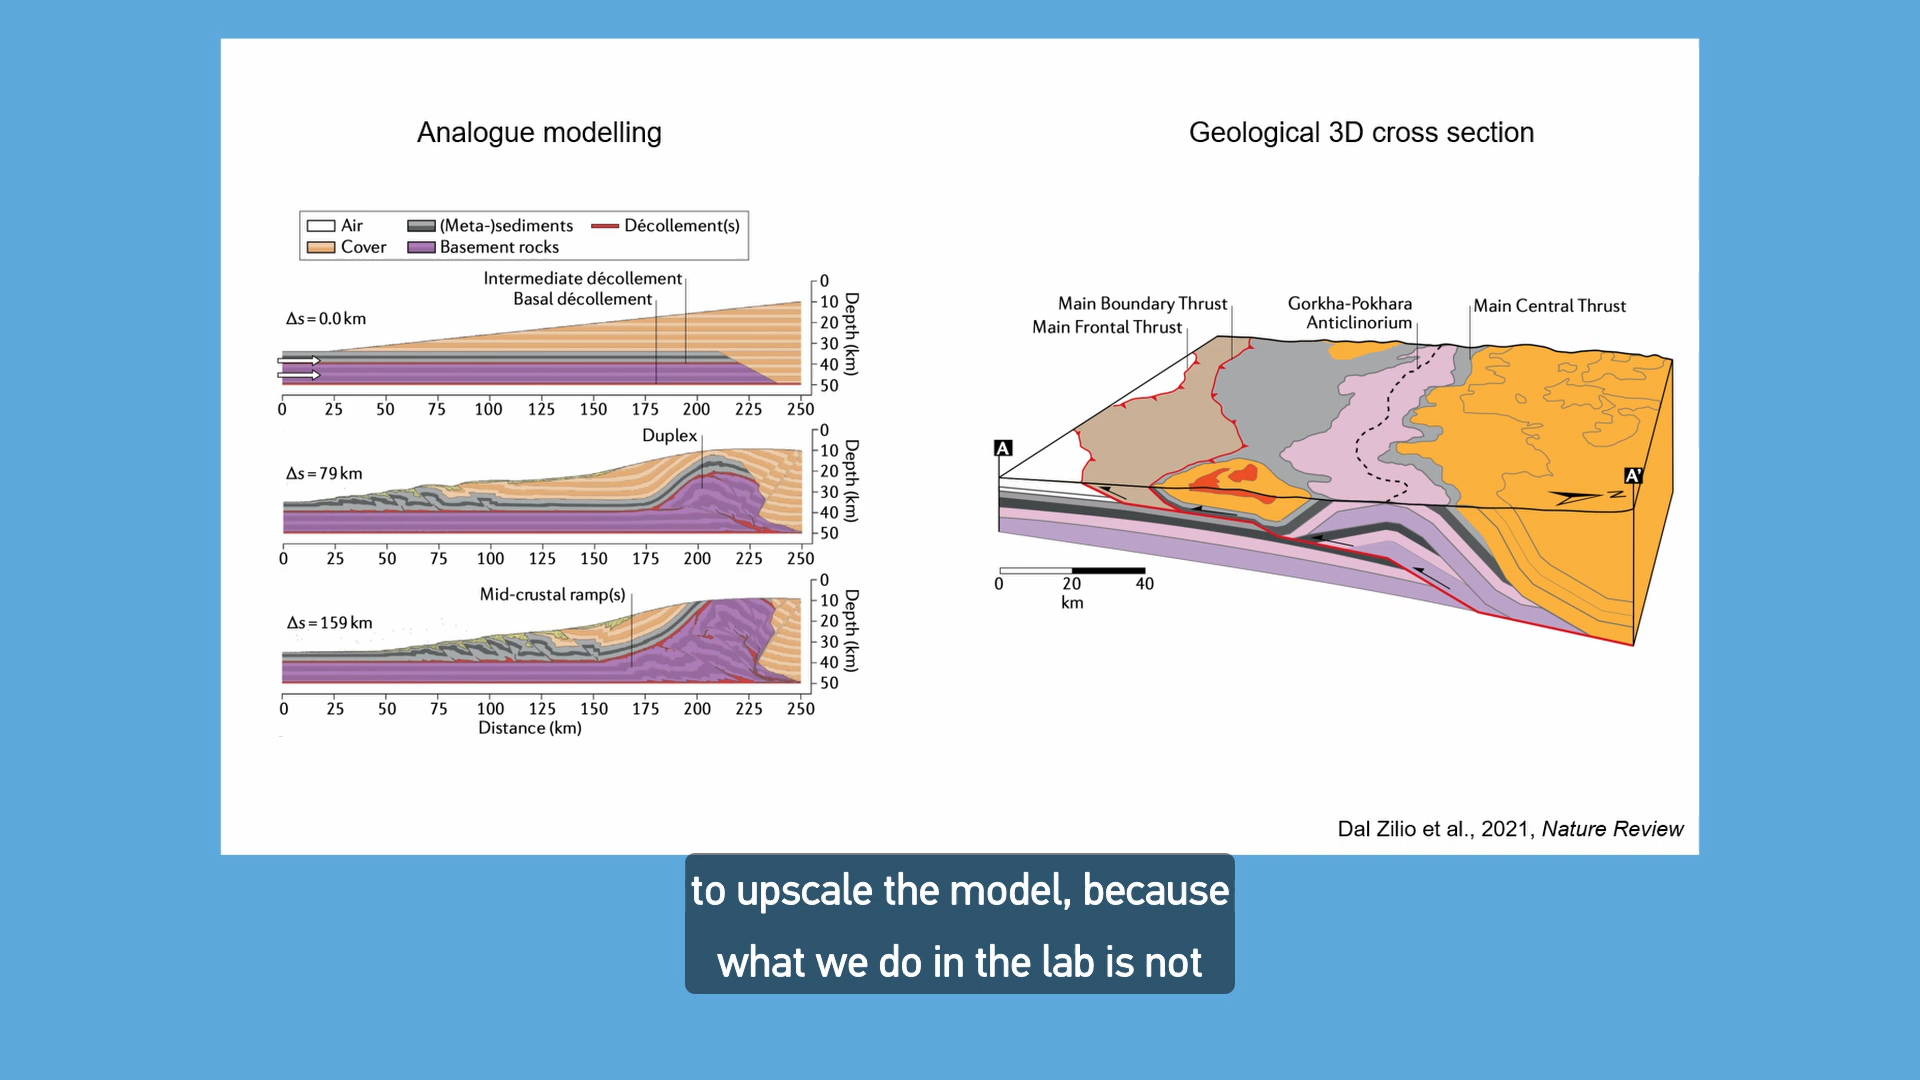 Analogue modelling
Air
(Meta-)sediments
Décollement(s)
Cover
Basement rocks
Intermediate décollement
Basal décollement
Δs = 0.0 km
0
10
20
30
40
50
Depth (km)
0 25 50 75 100 125 150 175 200 225 250
Duplex
Δs = 79 km
0
10
20
30
40
50
Depth (km)
0 25 50 75 100 125 150 175 200 225 250
Mid-crustal ramp(s)
Δs = 159 km
0
10
20
30
40
50
Depth (km)
0 25 50 75 100 125 150 175 200 225 250
Distance (km)
Geological 3D cross section
Main Boundary Thrust
Main Frontal Thrust
Gorkha-Pokhara
Anticlinorium
Main Central Thrust
A
A'
N
0 20 40
km
Dal Zilio et al., 2021, Nature Review
to upscale the model, because
what we do in the lab is not